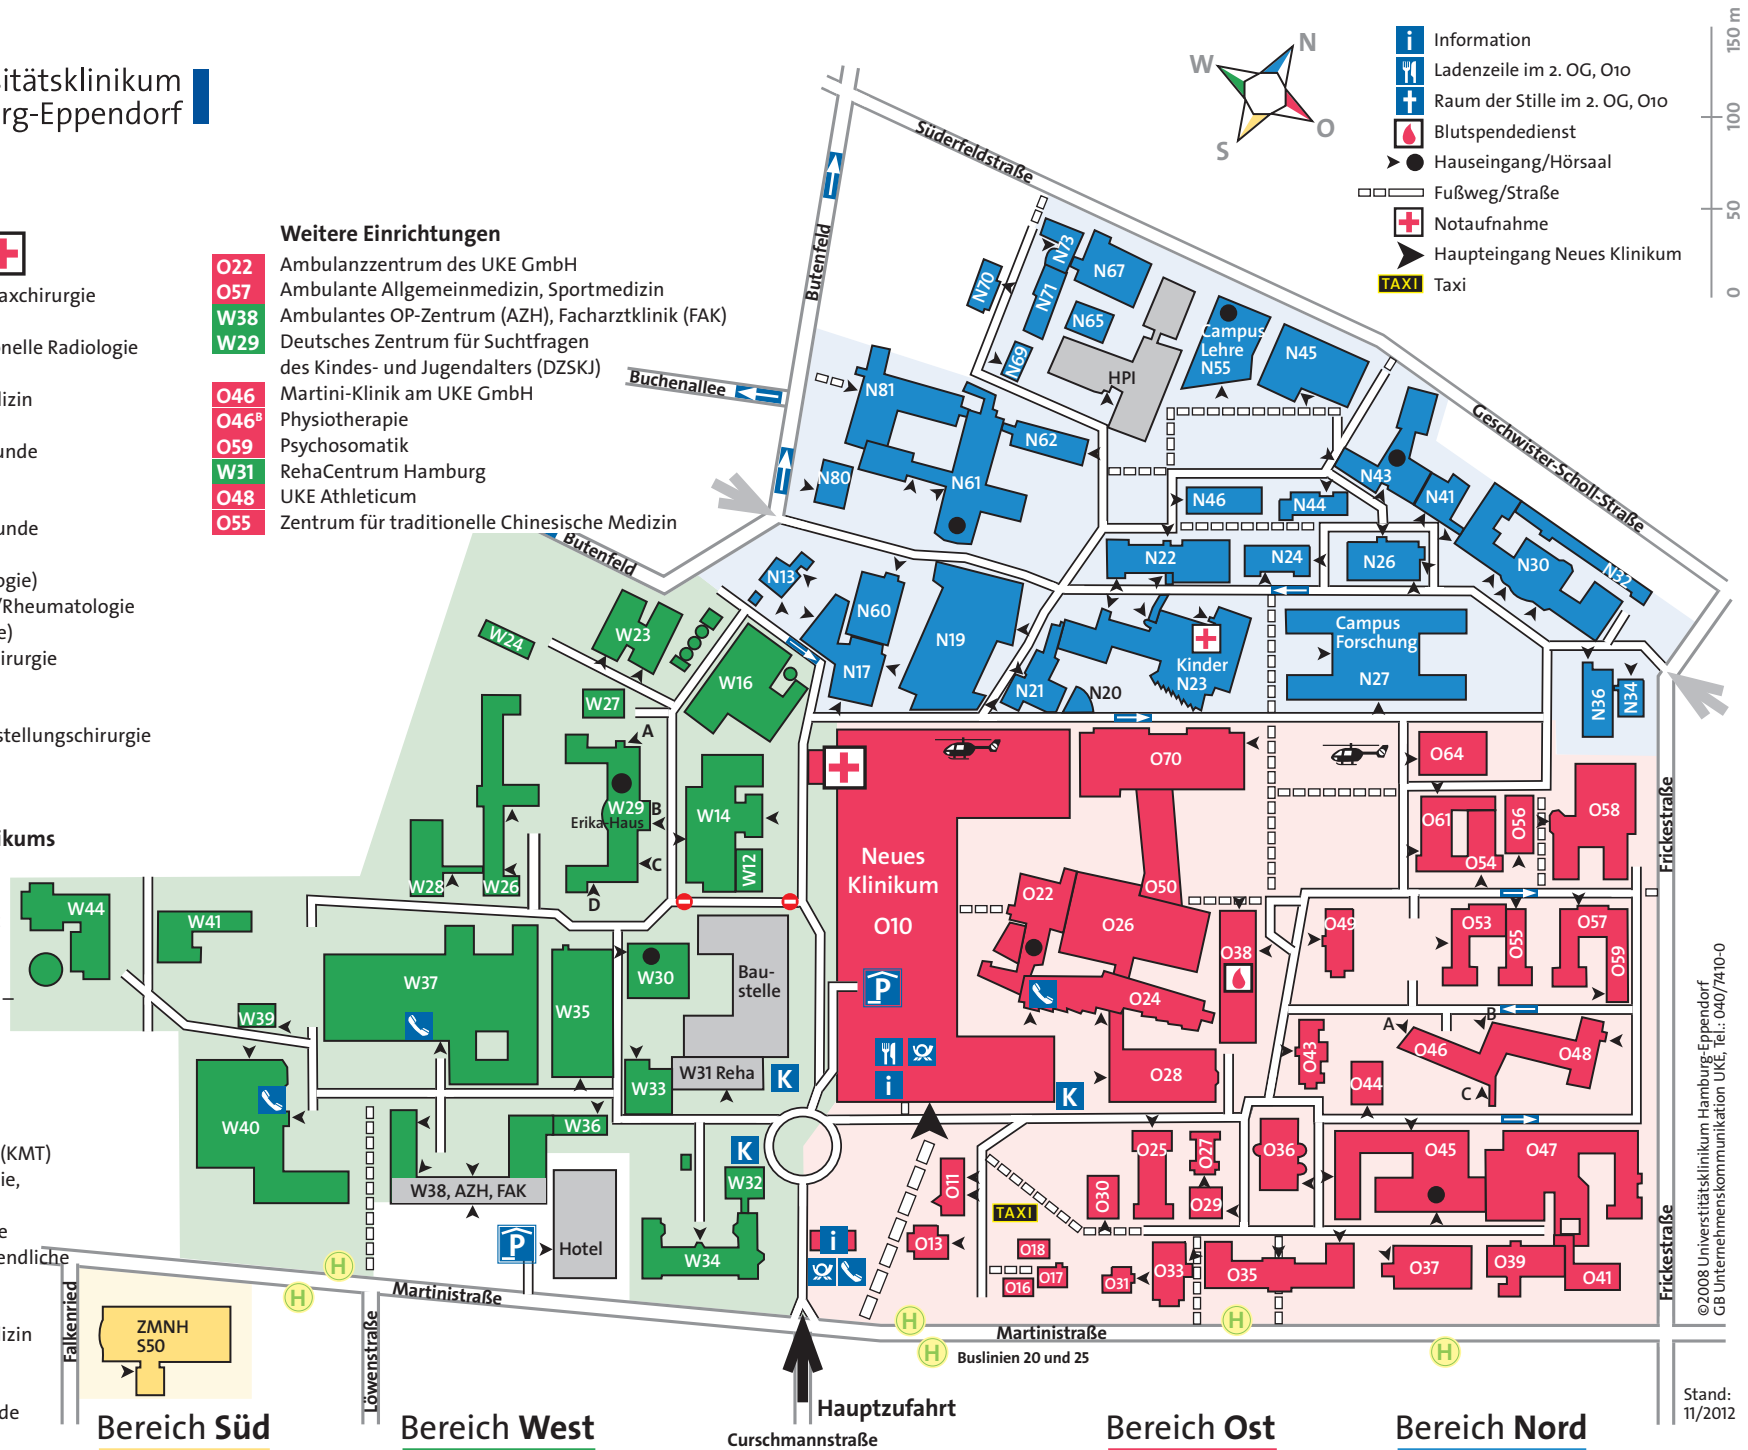 sitätsklinikum
rg-Eppendorf
axchirurgie
nelle Radiologie
izin
unde
unde
ogie)
/Rheumatologie
e)
irurgie
stellungschirurgie
ikums
(KMT)
ie,
e
endliche
izin
de
Weitere Einrichtungen
O22 Ambulanzzentrum des UKE GmbH
O57 Ambulante Allgemeinmedizin, Sportmedizin
W38 Ambulantes OP-Zentrum (AZH), Facharztklinik (FAK)
W29 Deutsches Zentrum für Suchtfragen
des Kindes- und Jugendalters (DZSKJ)
O46 Martini-Klinik am UKE GmbH
O46B Physiotherapie
O59 Psychosomatik
W31 RehaCentrum Hamburg
O48 UKE Athleticum
O55 Zentrum für traditionelle Chinesische Medizin
N
W
O
S
i Information
Ladenzeile im 2. OG, O10
Raum der Stille im 2. OG, O10
Blutspendedienst
Hauseingang/Hörsaal
Fußweg/Straße
Notaufnahme
Haupteingang Neues Klinikum
TAXI Taxi
150 m
100
50
0
Süderfeldstraße
Butenfeld
Buchenallee
Butenfeld
Geschwister-Scholl-Straße
Frickestraße
Frickestraße
N73
N67
N70
N71
N65
N69
HPI
Campus
Lehre
N55
N45
N81
N62
N80
N61
N43
N41
N46
N44
N22
N24
N26
N30
N32
N13
N60
N19
N17
N21
N20
Kinder
N23
Campus
Forschung
N27
N36
N34
W24
W23
W16
W27
A
W29
B
Erika-Haus
C
D
W14
W12
W28
W26
W44
W41
W37
W35
W30
Bau-
stelle
W39
W33
W31 Reha
K
W40
W36
K
W32
W38, AZH, FAK
P
Hotel
W34
Neues
Klinikum
O10
P
i
K
O70
O64
O61
O54
O56
O58
O50
O22
O26
O38
O24
O28
O49
O53
O55
O57
O59
A
B
O46
O48
C
O43
O44
O25
O27
O36
O45
O47
O11
O30
O29
TAXI
O13
i
O18
O17
O16
O31
O33
O35
O37
O39
O41
H
H
H
H
H
H
Martinistraße
Martinistraße
Buslinien 20 und 25
Falkenried
Löwenstraße
ZMNH
S50
Hauptzufahrt
Curschmannstraße
Bereich Süd
Bereich West
Bereich Ost
Bereich Nord
©2008 Universtitätsklinikum Hamburg-Eppendorf
GB Unternehmenskommunikation UKE, Tel.: 040/7410-0
Stand:
11/2012